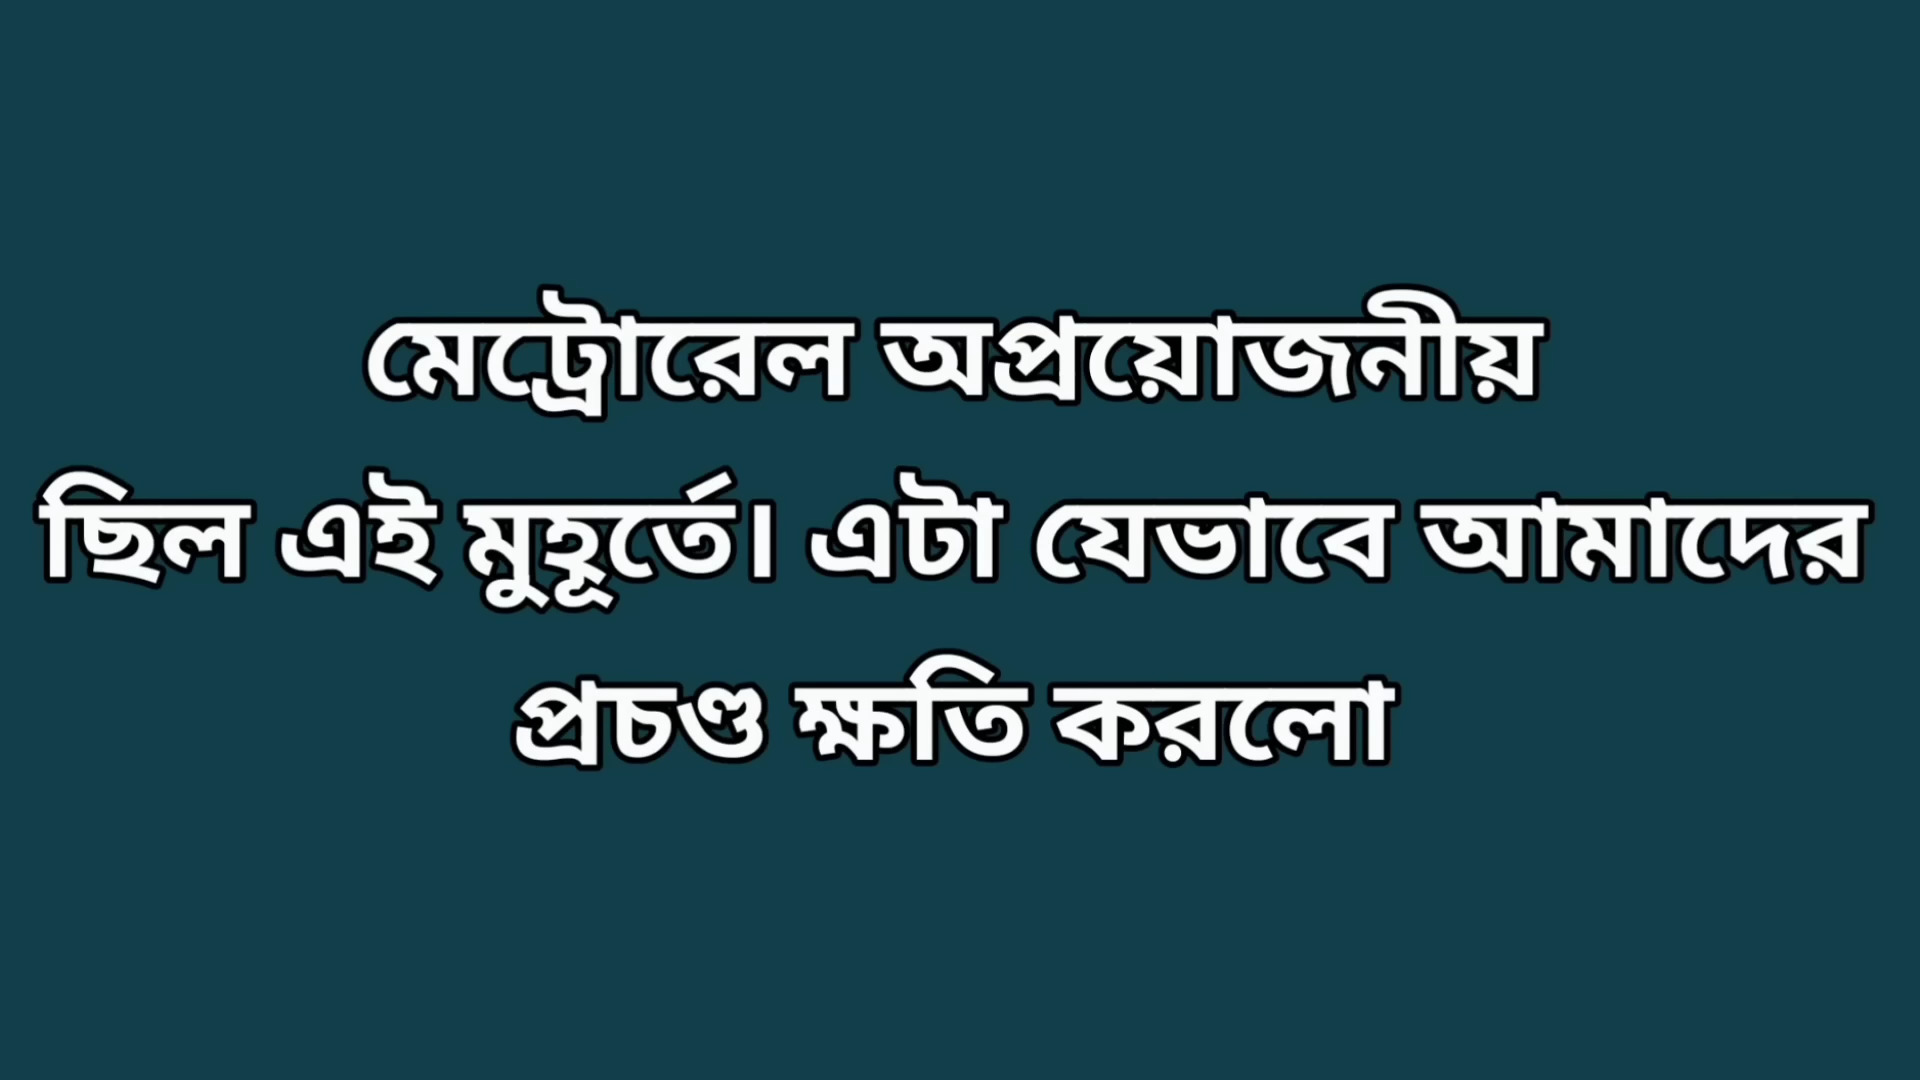 মেট্রোরেল অপ্রয়োজনীয়
ছিল এই মুহূর্তে। এটা যেভাবে আমাদের
প্রচণ্ড ক্ষতি করলো